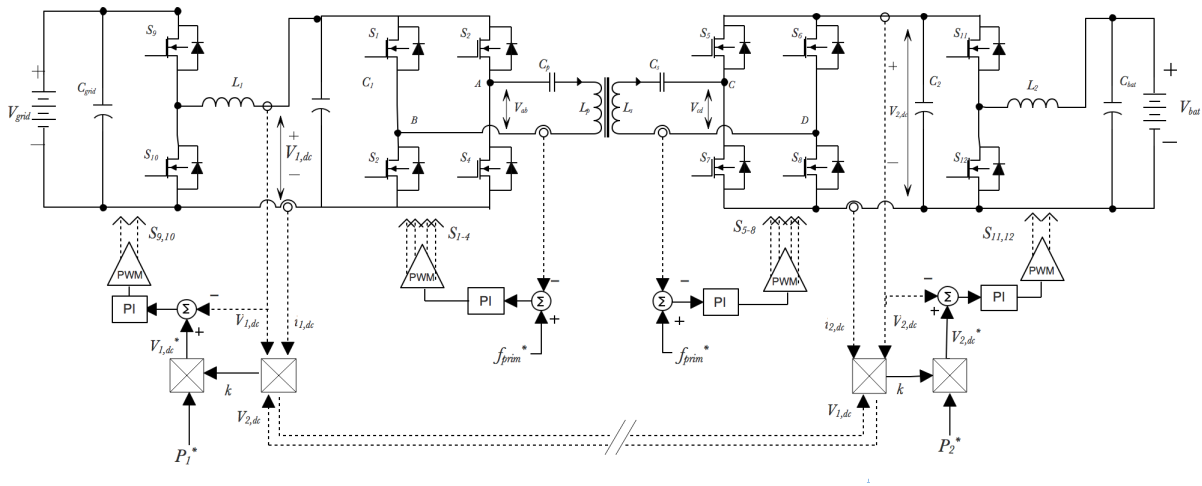 S9
S1
S2
S5
S6
S11
Cgrid
L1
C1
A
Cp
Cs
C
C2
L2
Cbat
Vgrid
+
−
B
Vab
Lp
Ls
Vcd
D
V2,dc
+
−
Vbat
+
−
S10
V1,dc
+
−
S2
S4
S7
S8
S12
S9,10
S1-4
S5-8
S11,12
PWM
PWM
PWM
PWM
PI
Σ
−
+
PI
Σ
−
+
Σ
−
+
PI
Σ
−
+
PI
V1,dc
i1,dc
i2,dc
V2,dc
V1,dc*
fprim*
fprim*
V2,dc*
k
k
V2,dc
V1,dc
P1*
P2*